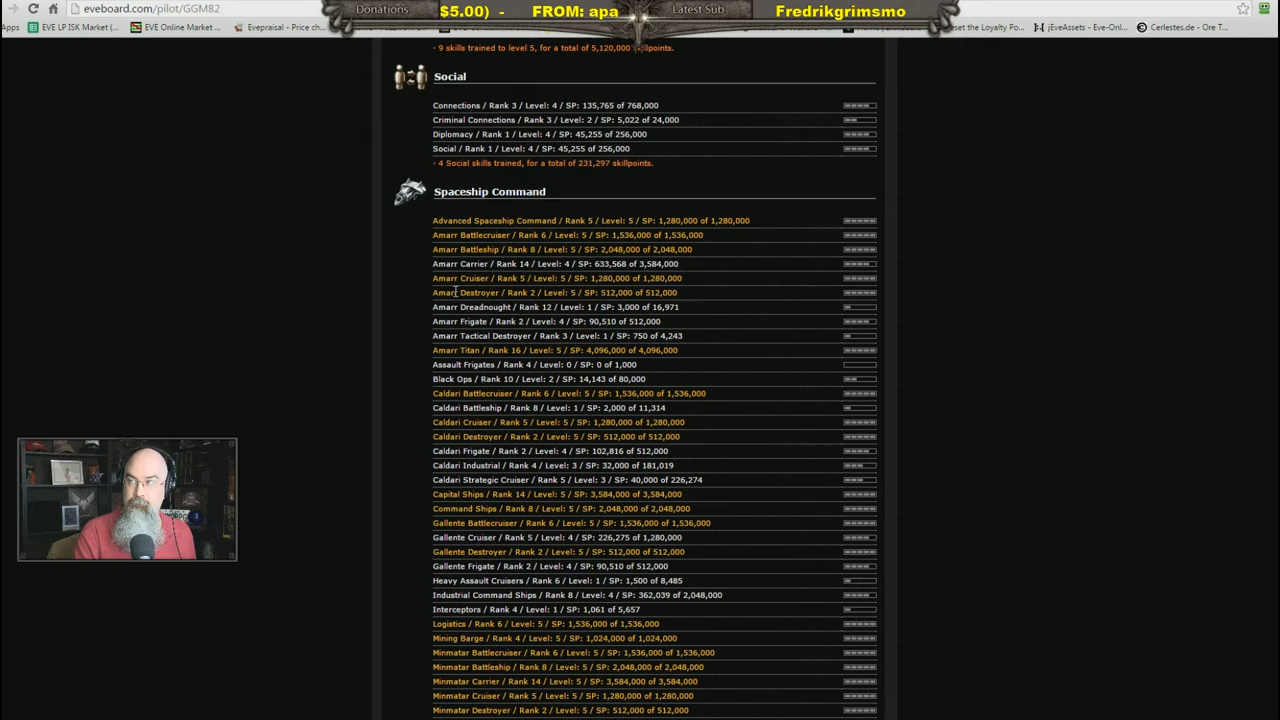 eveboard.com/pilot/GGM82
Donations
$5.00) - FROM: apa
Latest Sub
Fredrikgrimsmo
Apps
EVE LP ISK Market (...
EVE Online Market ...
Evepraisal - Price ch...
eset the Loyalty Po...
jEveAssets - Eve-Onl...
Cerlestes.de - Ore T...
- 9 skills trained to level 5, for a total of 5,120,000 skillpoints.
Social
Connections / Rank 3 / Level: 4 / SP: 135,765 of 768,000
Criminal Connections / Rank 3 / Level: 2 / SP: 5,022 of 24,000
Diplomacy / Rank 1 / Level: 4 / SP: 45,255 of 256,000
Social / Rank 1 / Level: 4 / SP: 45,255 of 256,000
- 4 Social skills trained, for a total of 231,297 skillpoints.
Spaceship Command
Advanced Spaceship Command / Rank 5 / Level: 5 / SP: 1,280,000 of 1,280,000
Amarr Battlecruiser / Rank 6 / Level: 5 / SP: 1,536,000 of 1,536,000
Amarr Battleship / Rank 8 / Level: 5 / SP: 2,048,000 of 2,048,000
Amarr Carrier / Rank 14 / Level: 4 / SP: 633,568 of 3,584,000
Amarr Cruiser / Rank 5 / Level: 5 / SP: 1,280,000 of 1,280,000
Amarr Destroyer / Rank 2 / Level: 5 / SP: 512,000 of 512,000
Amarr Dreadnought / Rank 12 / Level: 1 / SP: 3,000 of 16,971
Amarr Frigate / Rank 2 / Level: 4 / SP: 90,510 of 512,000
Amarr Tactical Destroyer / Rank 3 / Level: 1 / SP: 750 of 4,243
Amarr Titan / Rank 16 / Level: 5 / SP: 4,096,000 of 4,096,000
Assault Frigates / Rank 4 / Level: 0 / SP: 0 of 1,000
Black Ops / Rank 10 / Level: 2 / SP: 14,143 of 80,000
Caldari Battlecruiser / Rank 6 / Level: 5 / SP: 1,536,000 of 1,536,000
Caldari Battleship / Rank 8 / Level: 1 / SP: 2,000 of 11,314
Caldari Cruiser / Rank 5 / Level: 5 / SP: 1,280,000 of 1,280,000
Caldari Destroyer / Rank 2 / Level: 5 / SP: 512,000 of 512,000
Caldari Frigate / Rank 2 / Level: 4 / SP: 102,816 of 512,000
Caldari Industrial / Rank 4 / Level: 3 / SP: 32,000 of 181,019
Caldari Strategic Cruiser / Rank 5 / Level: 3 / SP: 40,000 of 226,274
Capital Ships / Rank 14 / Level: 5 / SP: 3,584,000 of 3,584,000
Command Ships / Rank 8 / Level: 5 / SP: 2,048,000 of 2,048,000
Gallente Battlecruiser / Rank 6 / Level: 5 / SP: 1,536,000 of 1,536,000
Gallente Cruiser / Rank 5 / Level: 4 / SP: 226,275 of 1,280,000
Gallente Destroyer / Rank 2 / Level: 5 / SP: 512,000 of 512,000
Gallente Frigate / Rank 2 / Level: 4 / SP: 90,510 of 512,000
Heavy Assault Cruisers / Rank 6 / Level: 1 / SP: 1,500 of 8,485
Industrial Command Ships / Rank 8 / Level: 4 / SP: 362,039 of 2,048,000
Interceptors / Rank 4 / Level: 1 / SP: 1,061 of 5,657
Logistics / Rank 6 / Level: 5 / SP: 1,536,000 of 1,536,000
Mining Barge / Rank 4 / Level: 5 / SP: 1,024,000 of 1,024,000
Minmatar Battlecruiser / Rank 6 / Level: 5 / SP: 1,536,000 of 1,536,000
Minmatar Battleship / Rank 8 / Level: 5 / SP: 2,048,000 of 2,048,000
Minmatar Carrier / Rank 14 / Level: 5 / SP: 3,584,000 of 3,584,000
Minmatar Cruiser / Rank 5 / Level: 5 / SP: 1,280,000 of 1,280,000
Minmatar Destroyer / Rank 2 / Level: 5 / SP: 512,000 of 512,000